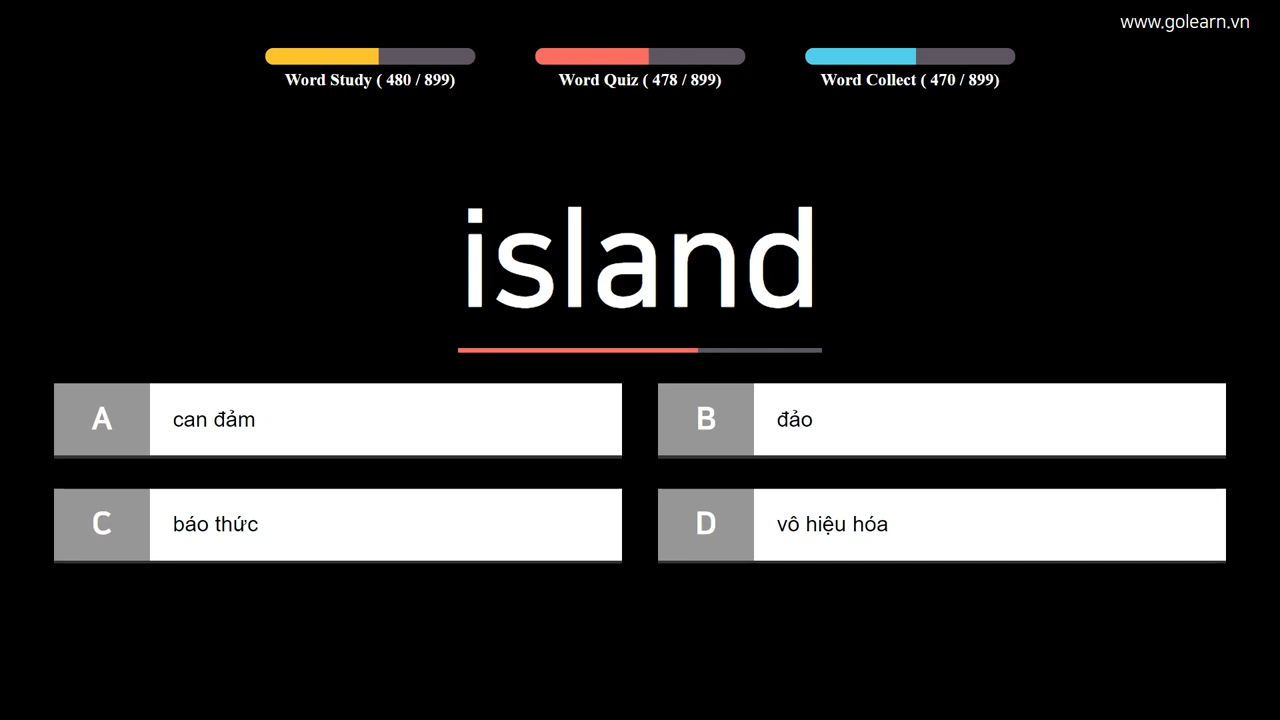 www.golearn.vn
Word Study ( 480 / 899)
Word Quiz ( 478 / 899)
Word Collect ( 470 / 899)
island
A can đảm
B đảo
C báo thức
D vô hiệu hóa